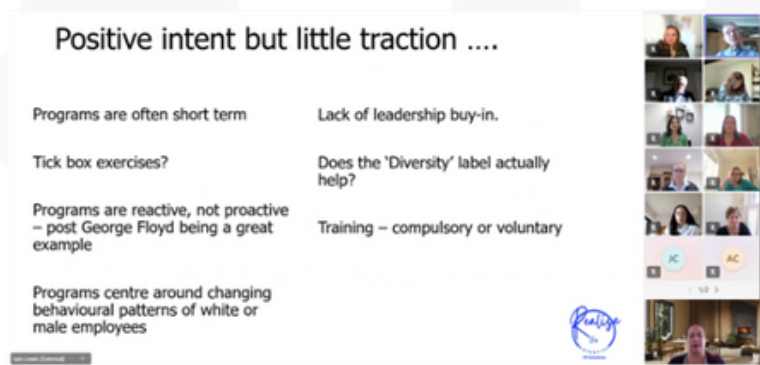 Positive intent but little traction ....
Programs are often short term
Tick box exercises?
Programs are reactive, not proactive
– post George Floyd being a great
example
Programs centre around changing
behavioural patterns of white or
male employees
Lack of leadership buy-in.
Does the ‘Diversity’ label actually
help?
Training – compulsory or voluntary
Realise
JC
AC
1/2